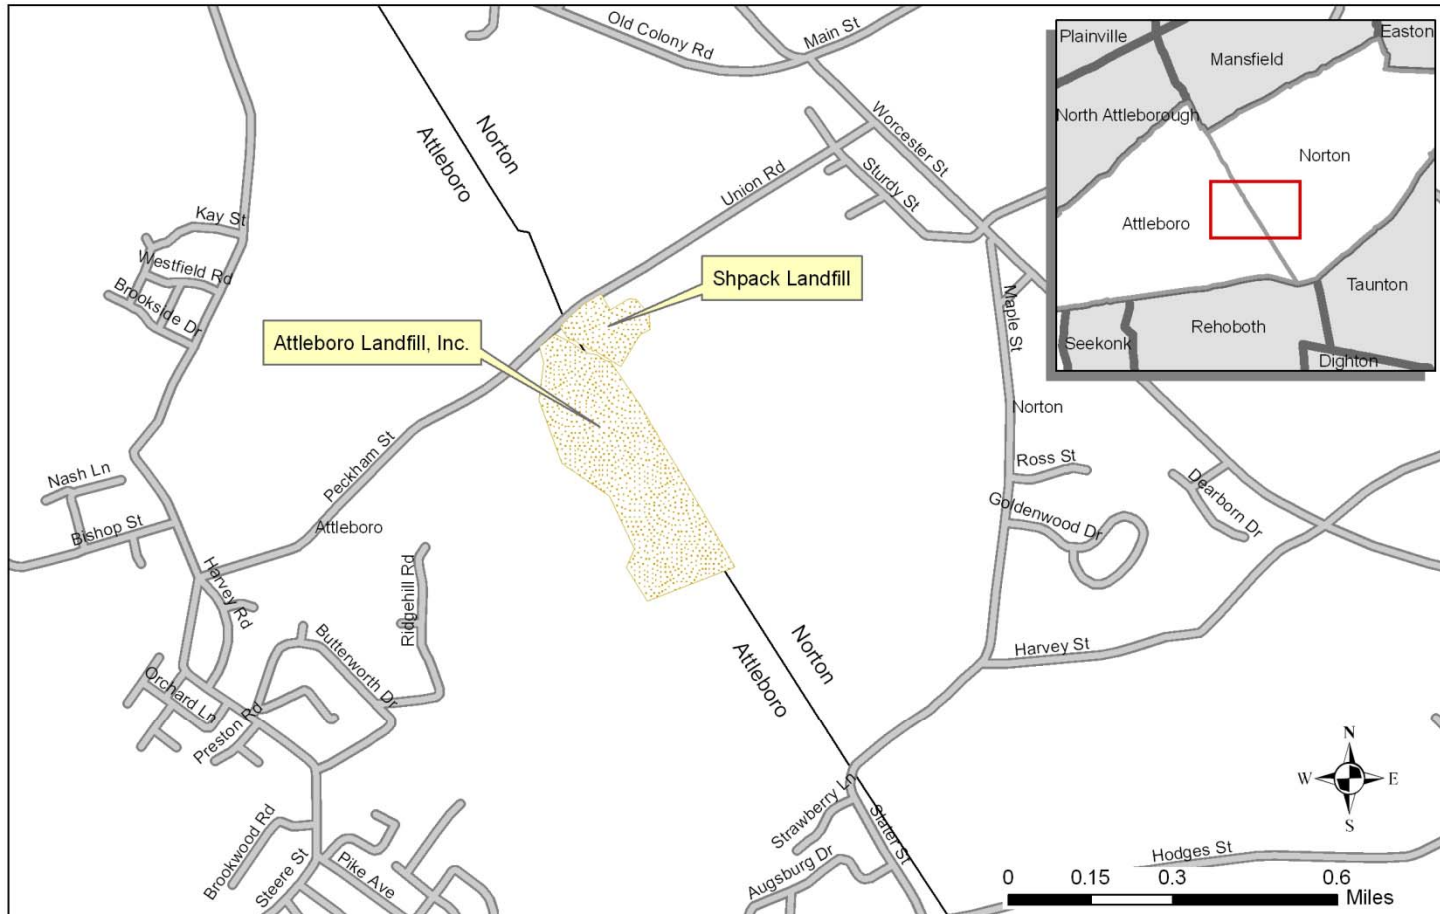 Old Colony Rd
Main St
Norton
Attleboro
Worcester St
Union Rd
Sturdy St
Kay St
Westfield Rd
Brookside Dr
Shpack Landfill
Attleboro Landfill, Inc.
Maple St
Norton
Peckham St
Nash Ln
Bishop St
Attleboro
Ross St
Goldenwood Dr
Dearborn Dr
Harvey Rd
Ridgehill Rd
Butterworth Dr
Orchard Ln
Preston Rd
Norton
Attleboro
Harvey St
Strawberry Ln
Slater St
Augsburg Dr
Brookwood Rd
Steere St
Pike Ave
Hodges St
Plainville
Easton
Mansfield
North Attleborough
Norton
Attleboro
Taunton
Rehoboth
Seekonk
Dighton
N
W E
S
0 0.15 0.3 0.6
Miles